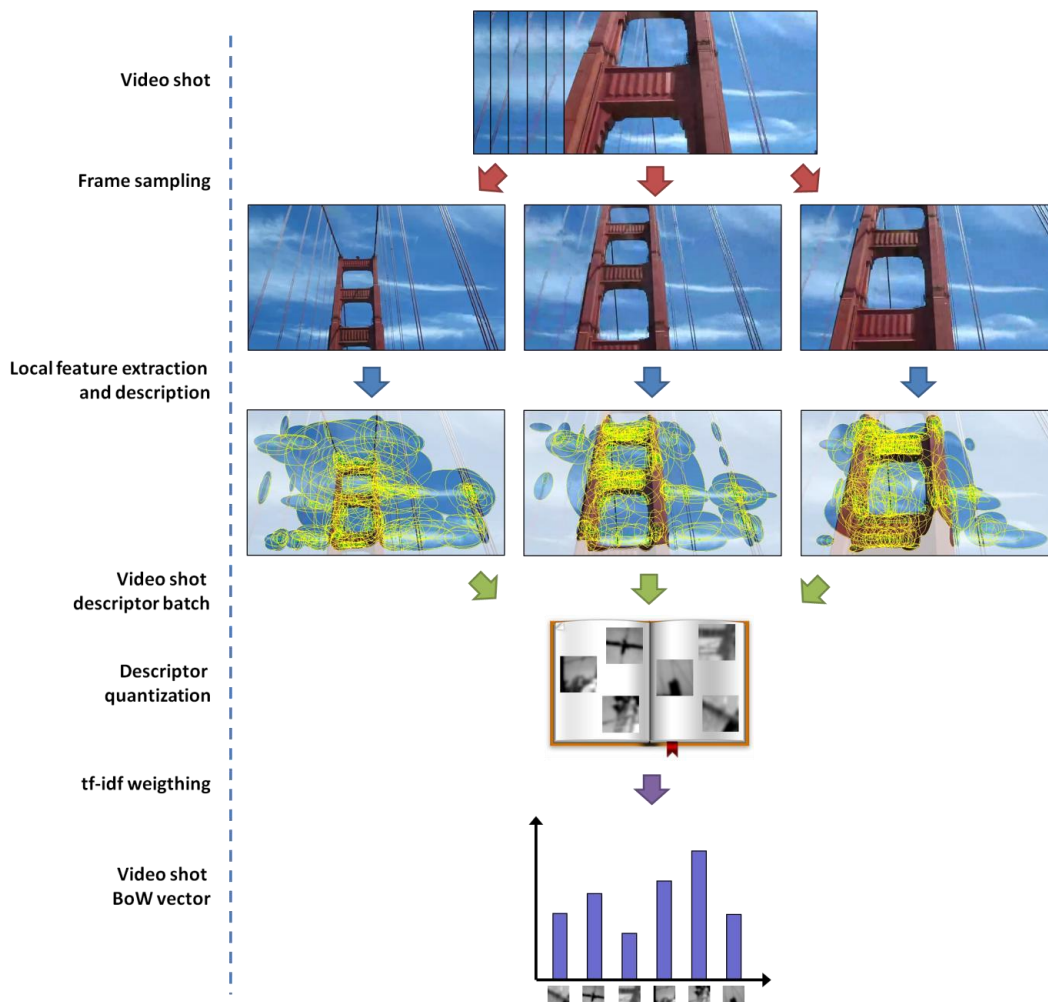 Video shot
Frame sampling
Local feature extraction
and description
Video shot
descriptor batch
Descriptor
quantization
tf-idf weigthing
Video shot
BoW vector